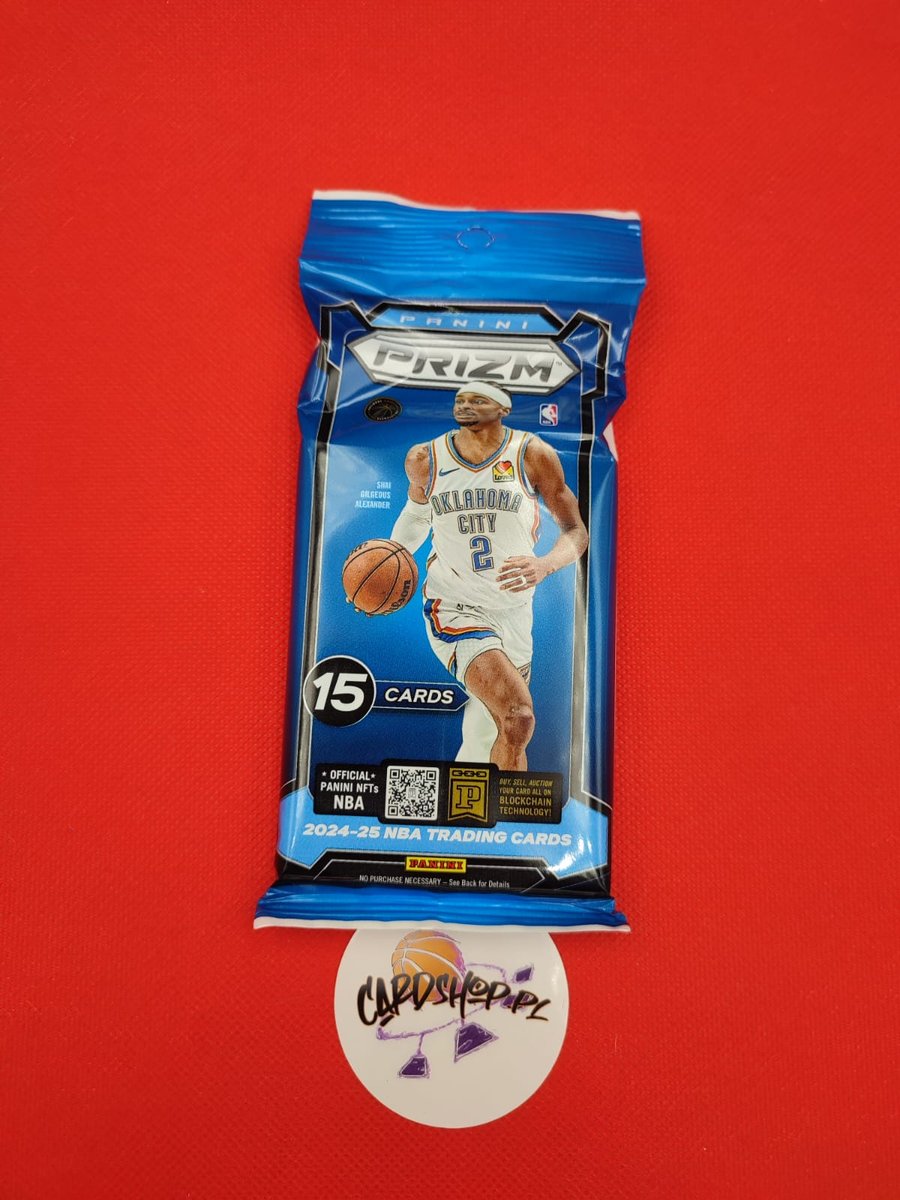 PANINI
PRIZM
NBA
SHAI
GILGEOUS
ALEXANDER
OKLAHOMA
CITY
2
15 CARDS
★ OFFICIAL ★
PANINI NFTs
NBA
P
BUY, SELL, AUCTION
YOUR CARD ALL ON
BLOCKCHAIN
TECHNOLOGY!
2024-25 NBA TRADING CARDS
PANINI
NO PURCHASE NECESSARY – See Back for Details
CARDSHOP.PL